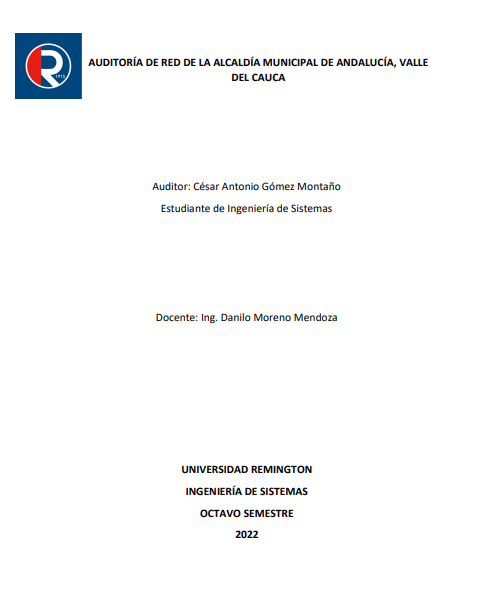 R
1915
AUDITORÍA DE RED DE LA ALCALDÍA MUNICIPAL DE ANDALUCÍA, VALLE
DEL CAUCA
Auditor: César Antonio Gómez Montaño
Estudiante de Ingeniería de Sistemas
Docente: Ing. Danilo Moreno Mendoza
UNIVERSIDAD REMINGTON
INGENIERÍA DE SISTEMAS
OCTAVO SEMESTRE
2022